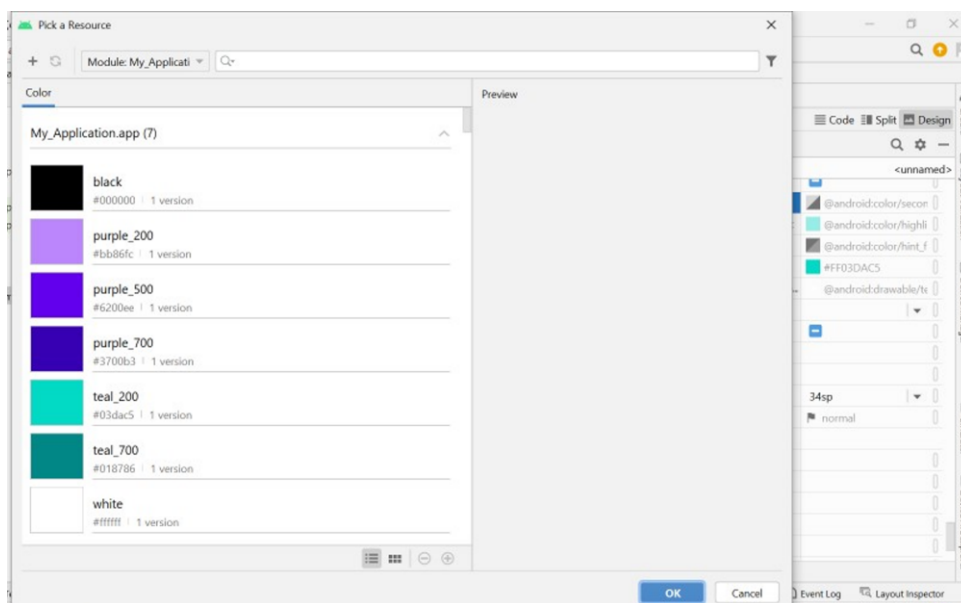 Pick a Resource
Module: My_Applicati
Color
Preview
My_Application.app (7)
black
#000000 | 1 version
purple_200
#bb86fc | 1 version
purple_500
#6200ee | 1 version
purple_700
#3700b3 | 1 version
teal_200
#03dac5 | 1 version
teal_700
#018786 | 1 version
white
#ffffff | 1 version
OK
Cancel
Code
Split
Design
<unnamed>
@android:color/secon
@android:color/highli
@android:color/hint_f
#FF03DAC5
@android:drawable/te
34sp
normal
Event Log
Layout Inspector